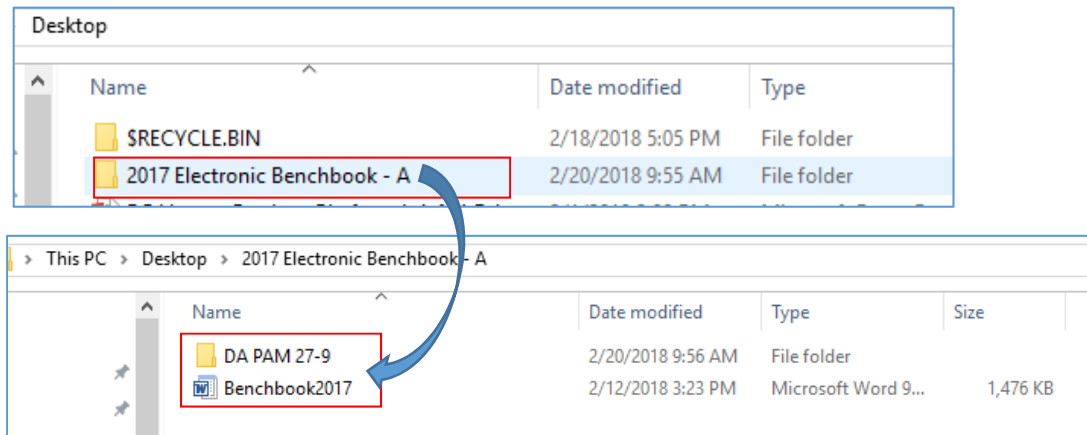 Desktop
Name Date modified Type
$RECYCLE.BIN 2/18/2018 5:05 PM File folder
2017 Electronic Benchbook - A 2/20/2018 9:55 AM File folder
This PC > Desktop > 2017 Electronic Benchbook - A
Name Date modified Type Size
DA PAM 27-9 2/20/2018 9:56 AM File folder
Benchbook2017 2/12/2018 3:23 PM Microsoft Word 9... 1,476 KB